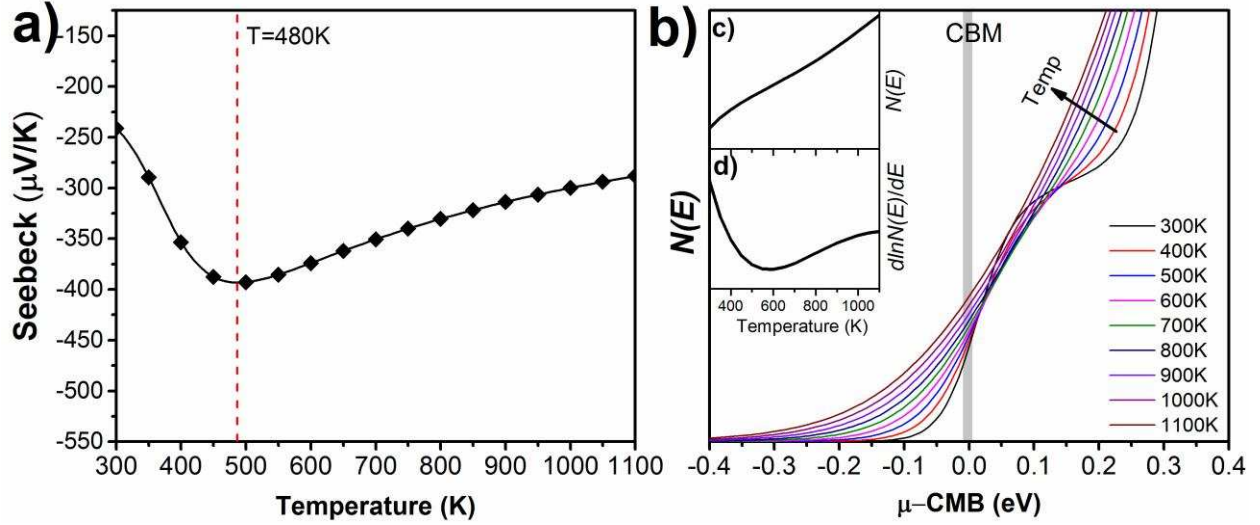 a)
T=480K
-150
-200
-250
-300
-350
-400
-450
-500
-550
Seebeck (μV/K)
300 400 500 600 700 800 900 1000 1100
Temperature (K)
b)
CBM
Temp
N(E)
300K
400K
500K
600K
700K
800K
900K
1000K
1100K
-0.4 -0.2 -0.1 0.0 0.1 0.2 0.3 0.4
μ–CMB (eV)
c)
N(E)
d)
dlnN(E)/dE
400 600 800 1000
Temperature (K)